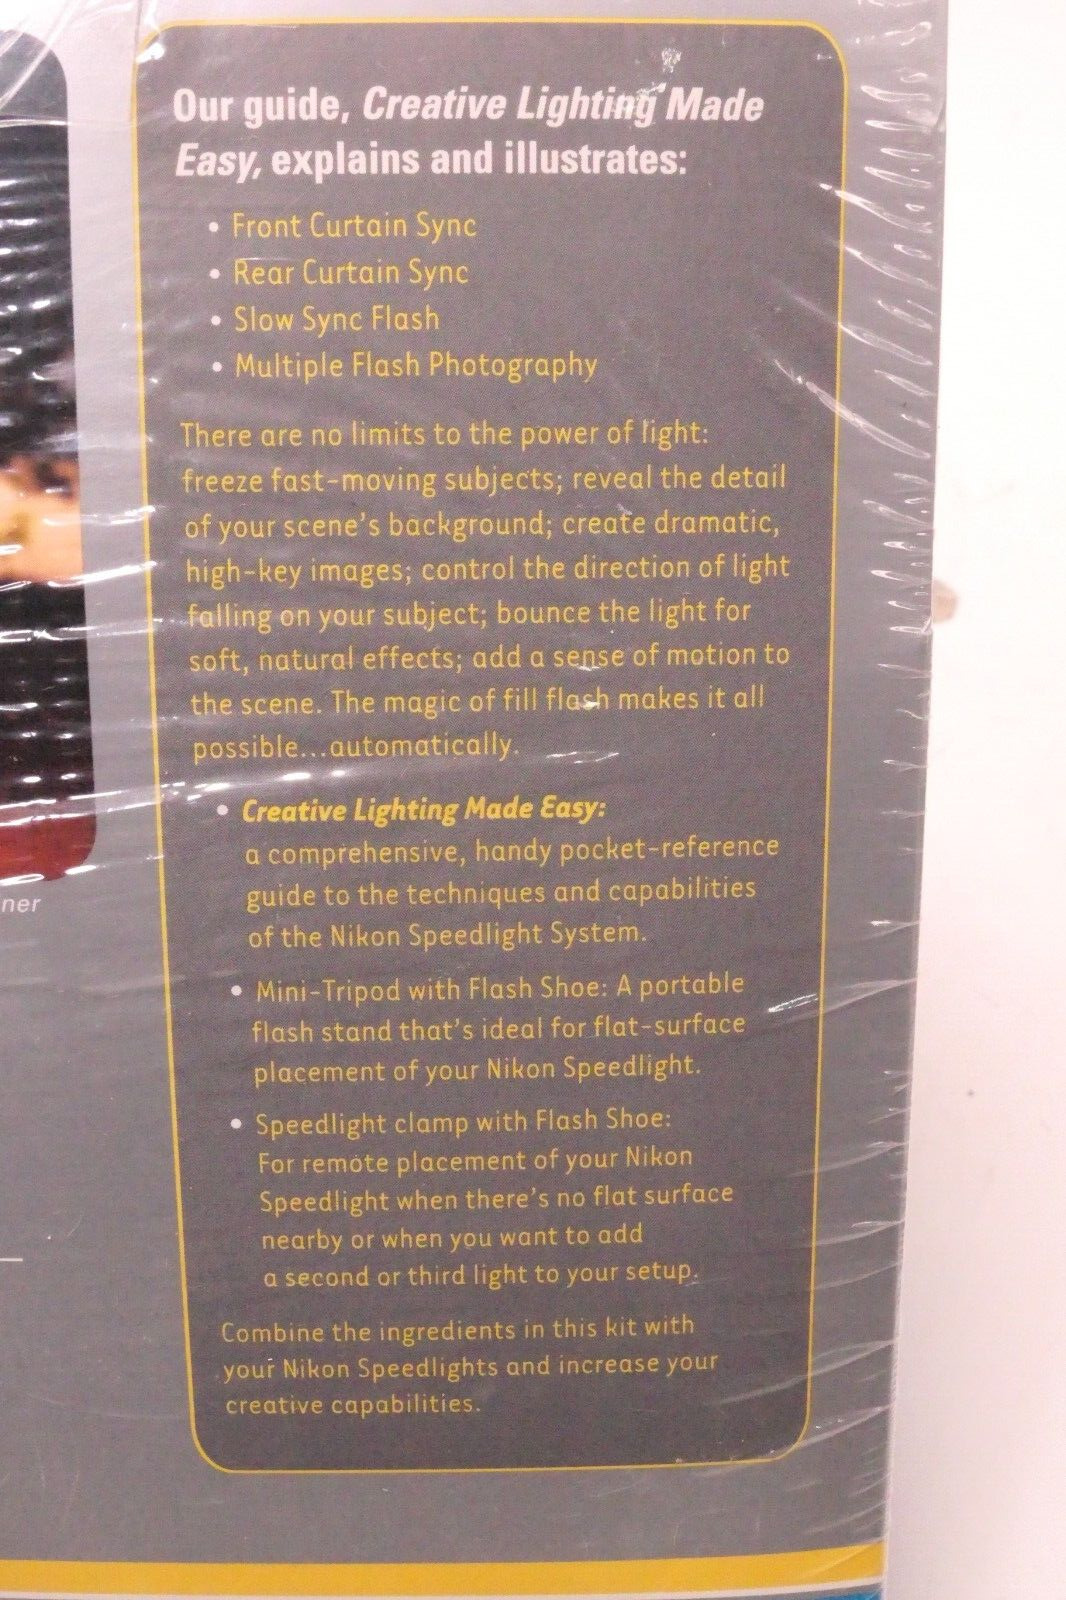 Our guide, Creative Lighting Made
Easy, explains and illustrates:
• Front Curtain Sync
• Rear Curtain Sync
• Slow Sync Flash
• Multiple Flash Photography
There are no limits to the power of light:
freeze fast-moving subjects; reveal the detail
of your scene's background; create dramatic,
high-key images; control the direction of light
falling on your subject; bounce the light for
soft, natural effects; add a sense of motion to
the scene. The magic of fill flash makes it all
possible...automatically.
• Creative Lighting Made Easy:
a comprehensive, handy pocket-reference
guide to the techniques and capabilities
of the Nikon Speedlight System.
• Mini-Tripod with Flash Shoe: A portable
flash stand that's ideal for flat-surface
placement of your Nikon Speedlight.
• Speedlight clamp with Flash Shoe:
For remote placement of your Nikon
Speedlight when there's no flat surface
nearby or when you want to add
a second or third light to your setup.
Combine the ingredients in this kit with
your Nikon Speedlights and increase your
creative capabilities.
ner